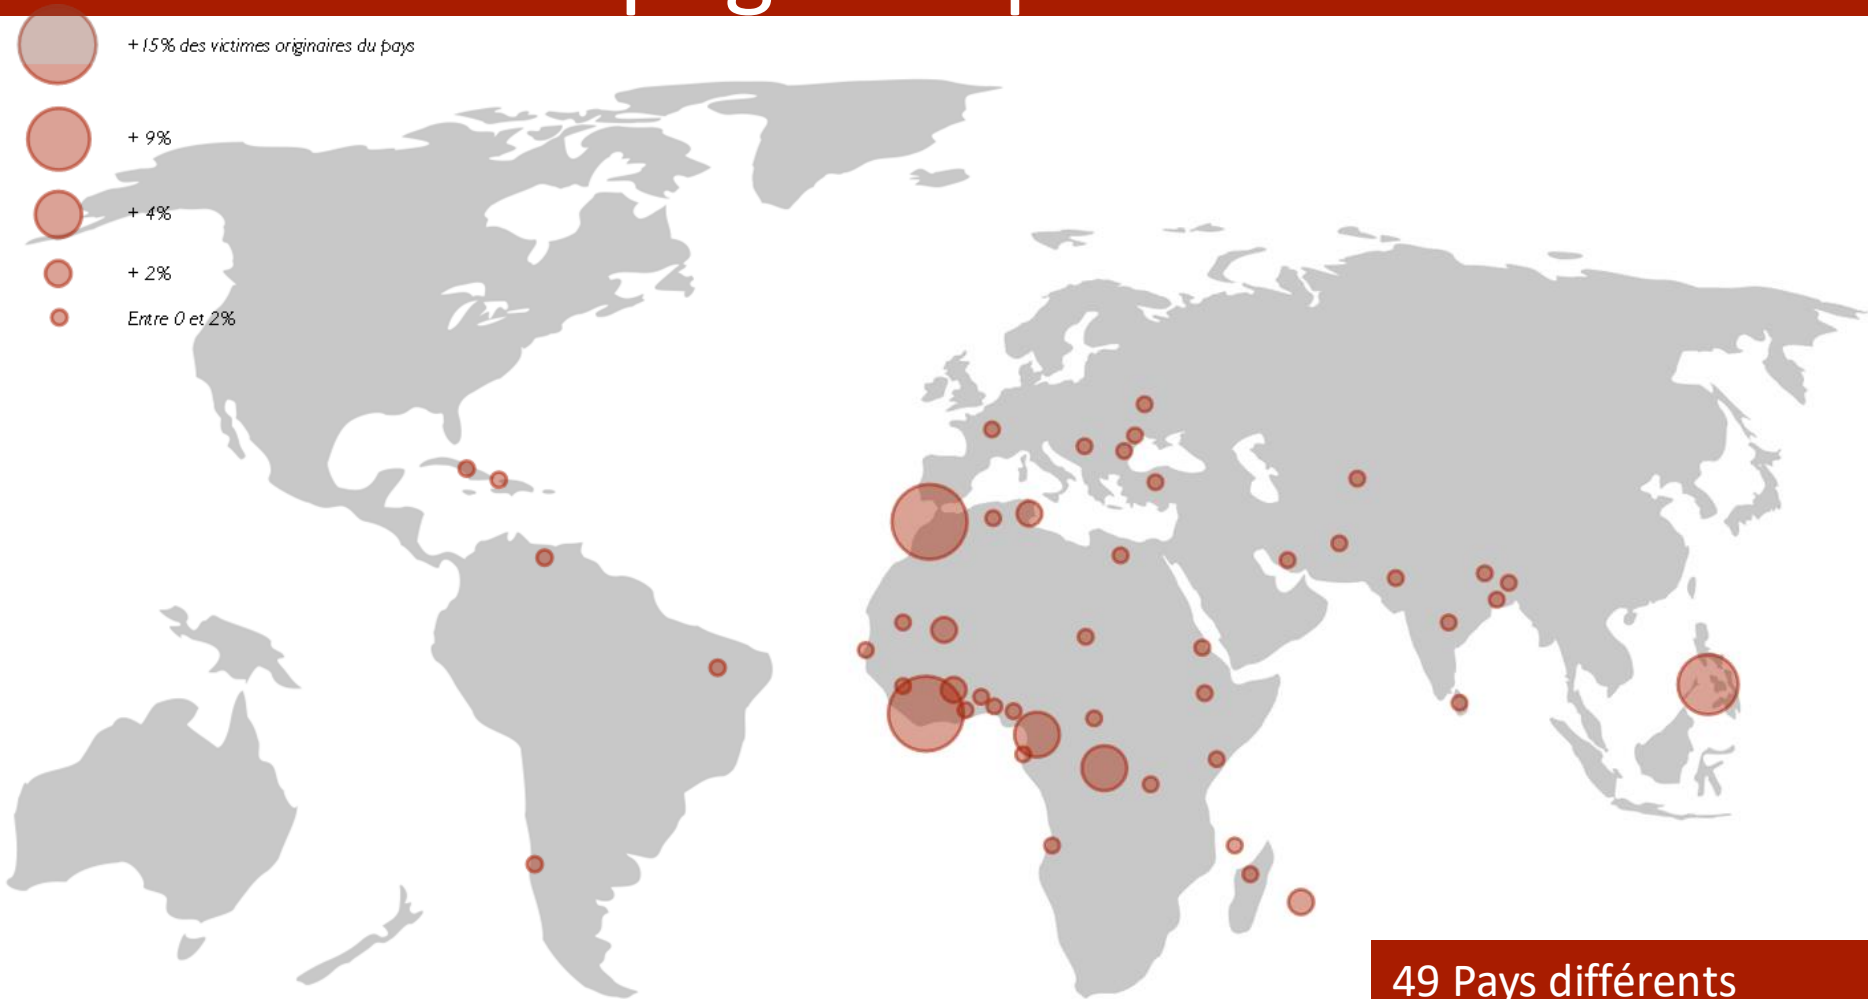 + 15% des victimes originaires du pays
+ 9%
+ 4%
+ 2%
Entre 0 et 2%
49 Pays différents